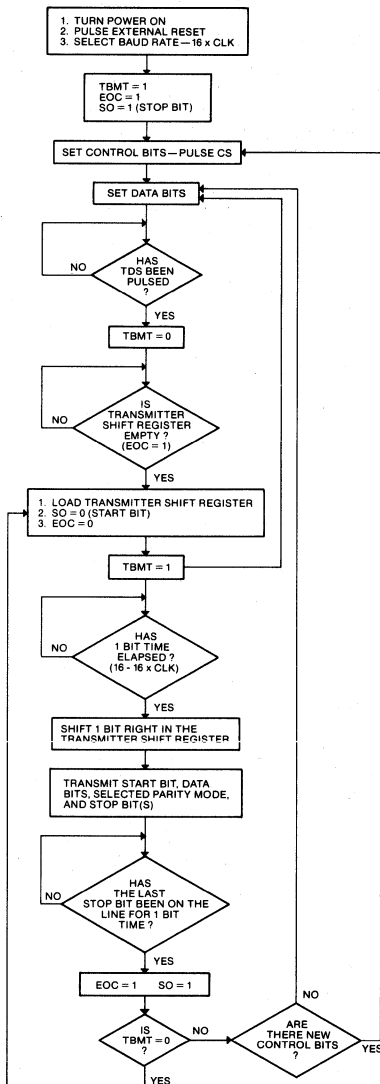 1. TURN POWER ON
2. PULSE EXTERNAL RESET
3. SELECT BAUD RATE—16 x CLK
TBMT = 1
EOC = 1
SO = 1 (STOP BIT)
SET CONTROL BITS—PULSE CS
SET DATA BITS
HAS
TDS BEEN
PULSED
?
NO
YES
TBMT = 0
IS
TRANSMITTER
SHIFT REGISTER
EMPTY ?
(EOC = 1)
NO
YES
1. LOAD TRANSMITTER SHIFT REGISTER
2. SO = 0 (START BIT)
3. EOC = 0
TBMT = 1
HAS
1 BIT TIME
ELAPSED ?
(16 - 16 x CLK)
NO
YES
SHIFT 1 BIT RIGHT IN THE
TRANSMITTER SHIFT REGISTER
TRANSMIT START BIT, DATA
BITS, SELECTED PARITY MODE,
AND STOP BIT(S)
HAS
THE LAST
STOP BIT BEEN ON THE
LINE FOR 1 BIT
TIME ?
NO
YES
EOC = 1 SO = 1
IS
TBMT = 0
?
NO
YES
ARE
THERE NEW
CONTROL BITS
?
NO
YES